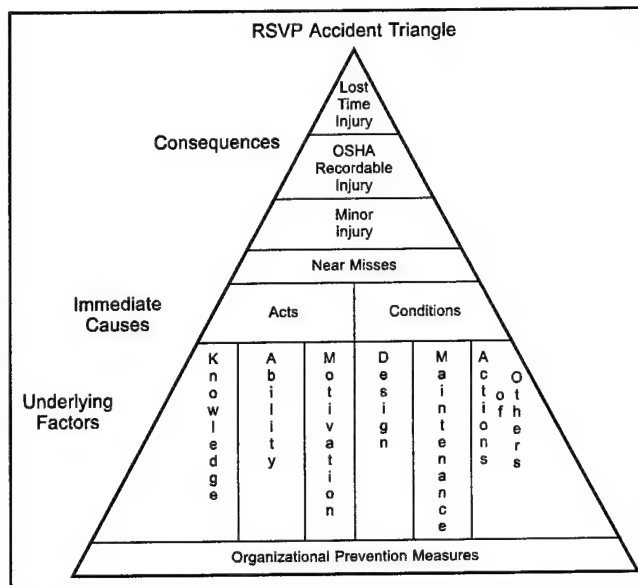 RSVP Accident Triangle
Lost
Time
Injury
Consequences
OSHA
Recordable
Injury
Minor
Injury
Near Misses
Immediate
Causes
Acts
Conditions
Underlying
Factors
Knowledge
Ability
Motivation
Design
Maintenance
Actions
of
Others
Organizational Prevention Measures